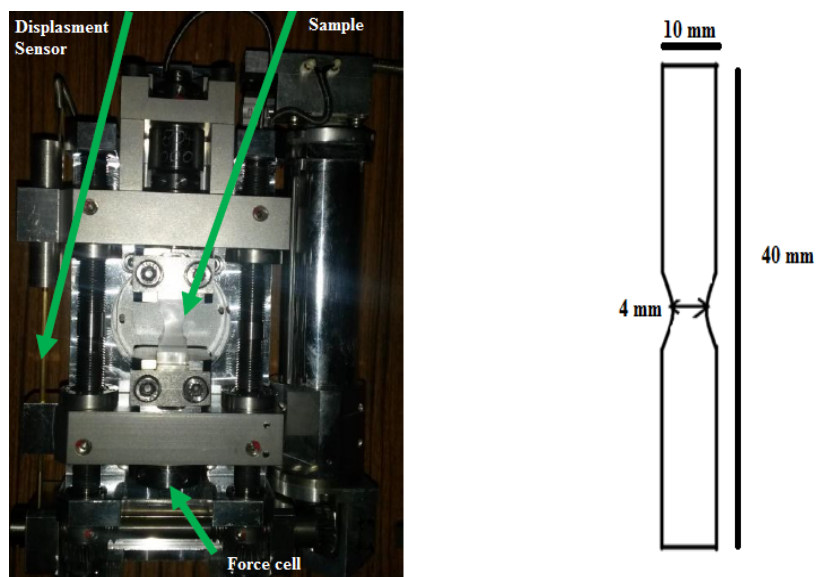 Displasment
Sensor
Sample
Force cell
10 mm
40 mm
4 mm